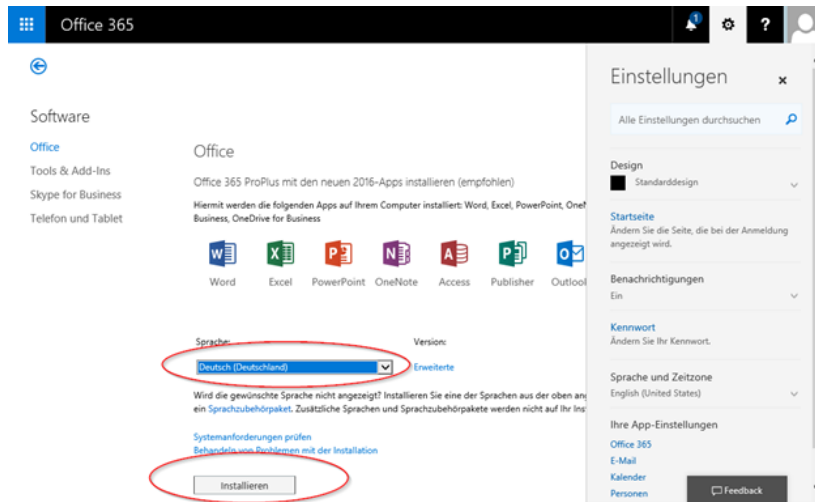 Office 365
1
?
Software
Office
Tools & Add-Ins
Skype for Business
Telefon und Tablet
Office
Office 365 ProPlus mit den neuen 2016-Apps installieren (empfohlen)
Hiermit werden die folgenden Apps auf Ihrem Computer installiert: Word, Excel, PowerPoint,
Business, OneDrive for Business
Word Excel PowerPoint OneNote Access Publisher Outlook
Sprache: Version:
Deutsch (Deutschland) Erweiterte
Wird die gewünschte Sprache nicht angezeigt? Installieren Sie eine der Sprachen aus der oben
ein Sprachzubehörpaket. Zusätzliche Sprachen und Sprachzubehörpakete werden nicht auf Ihr
Systemanforderungen prüfen
Behandeln von Problemen mit der Installation
Installieren
Einstellungen x
Alle Einstellungen durchsuchen
Design
Standarddesign
Startseite
Ändern Sie die Seite, die bei der Anmeldung
angezeigt wird.
Benachrichtigungen
Ein
Kennwort
Ändern Sie Ihr Kennwort.
Sprache und Zeitzone
English (United States)
Ihre App-Einstellungen
Office 365
E-Mail
Kalender
Personen
Feedback